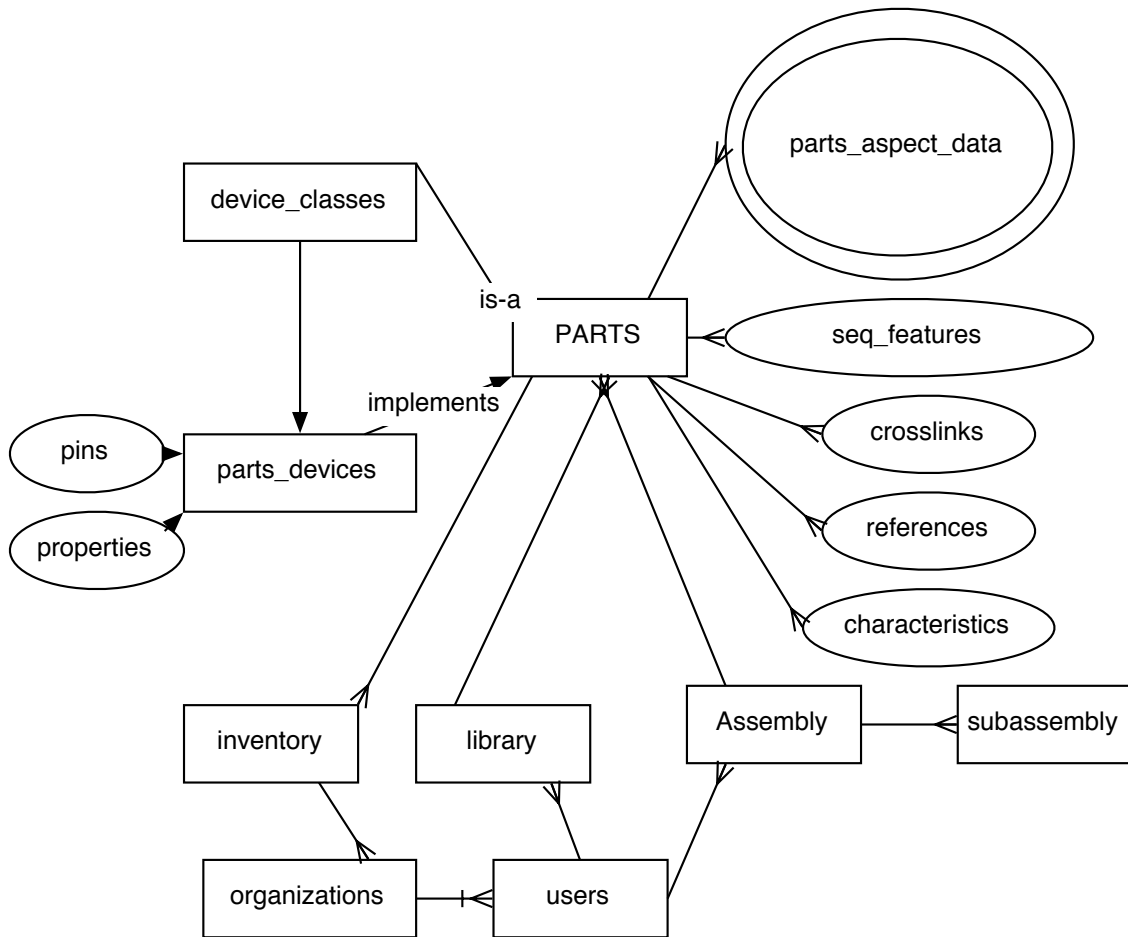 parts_aspect_data
device_classes
is-a
PARTS
seq_features
implements
crosslinks
pins
parts_devices
references
properties
characteristics
inventory
library
Assembly
subassembly
organizations
users